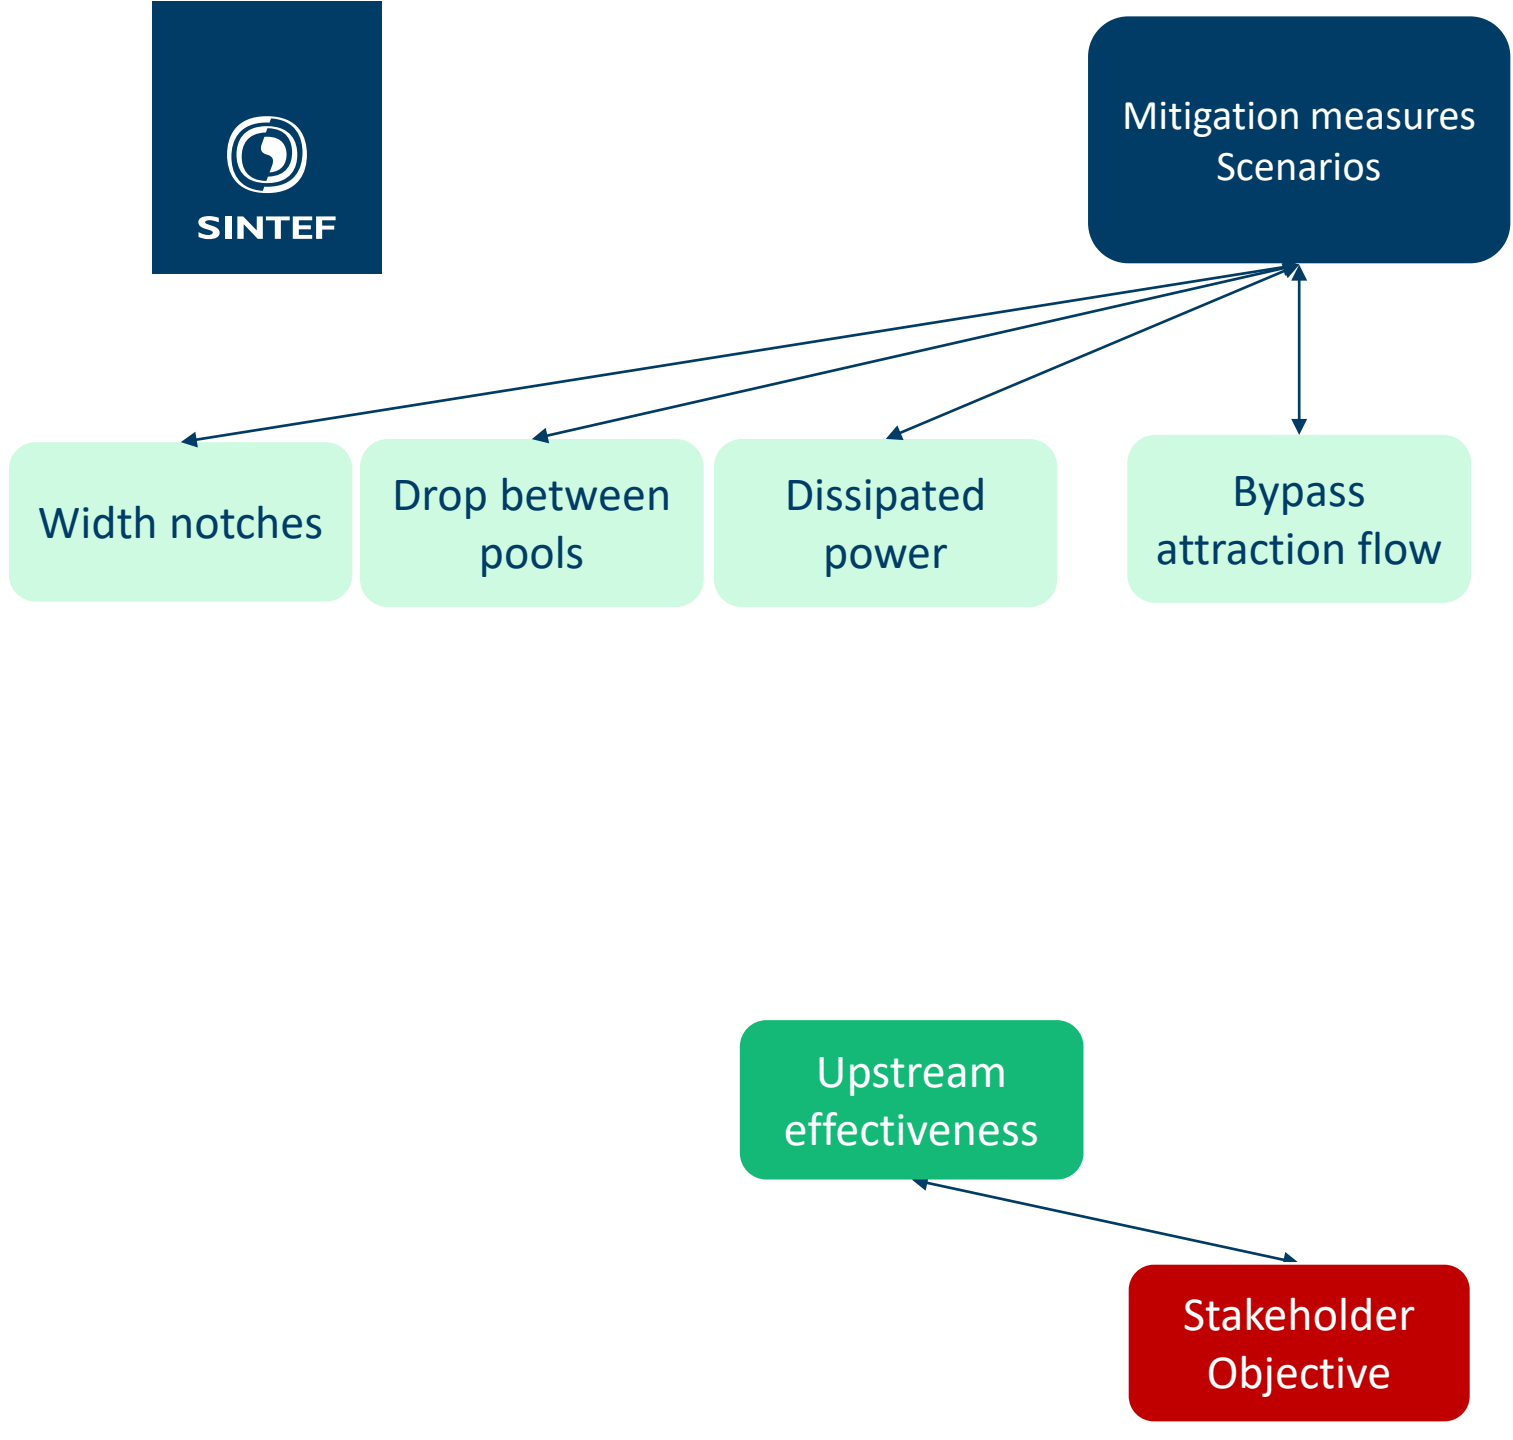 SINTEF
Mitigation measures
Scenarios
Width notches
Drop between
pools
Dissipated
power
Bypass
attraction flow
Upstream
effectiveness
Stakeholder
Objective